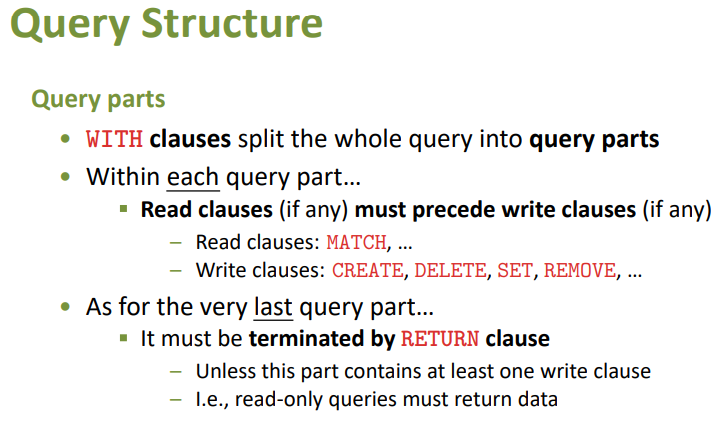 Query Structure
Query parts
• WITH clauses split the whole query into query parts
• Within each query part…
▪ Read clauses (if any) must precede write clauses (if any)
– Read clauses: MATCH, …
– Write clauses: CREATE, DELETE, SET, REMOVE, …
• As for the very last query part…
▪ It must be terminated by RETURN clause
– Unless this part contains at least one write clause
– I.e., read-only queries must return data